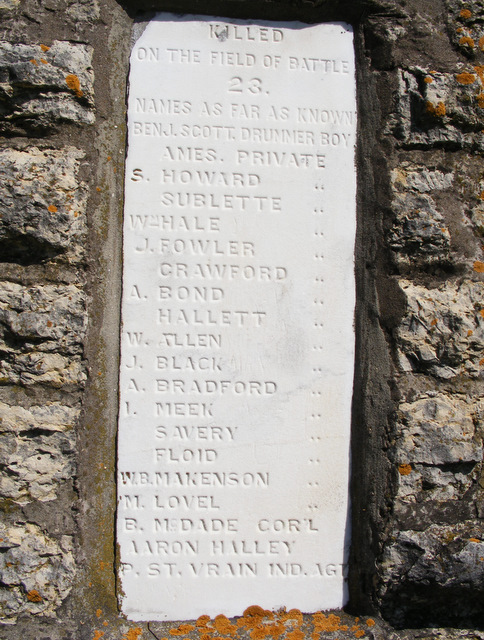 KILLED
ON THE FIELD OF BATTLE
23.
NAMES AS FAR AS KNOWN
BENJ. SCOTT. DRUMMER BOY
AMES. PRIVATE
S. HOWARD "
SUBLETTE "
Wm HALE "
J. FOWLER "
CRAWFORD "
A. BOND "
HALLETT "
W. ALLEN "
J. BLACK "
A. BRADFORD "
I. MEEK "
SAVERY "
FLOID "
W.B. MAKENSON "
M. LOVEL "
B. McDADE COR'L
AARON HALLEY
P. ST. VRAIN IND. AGT